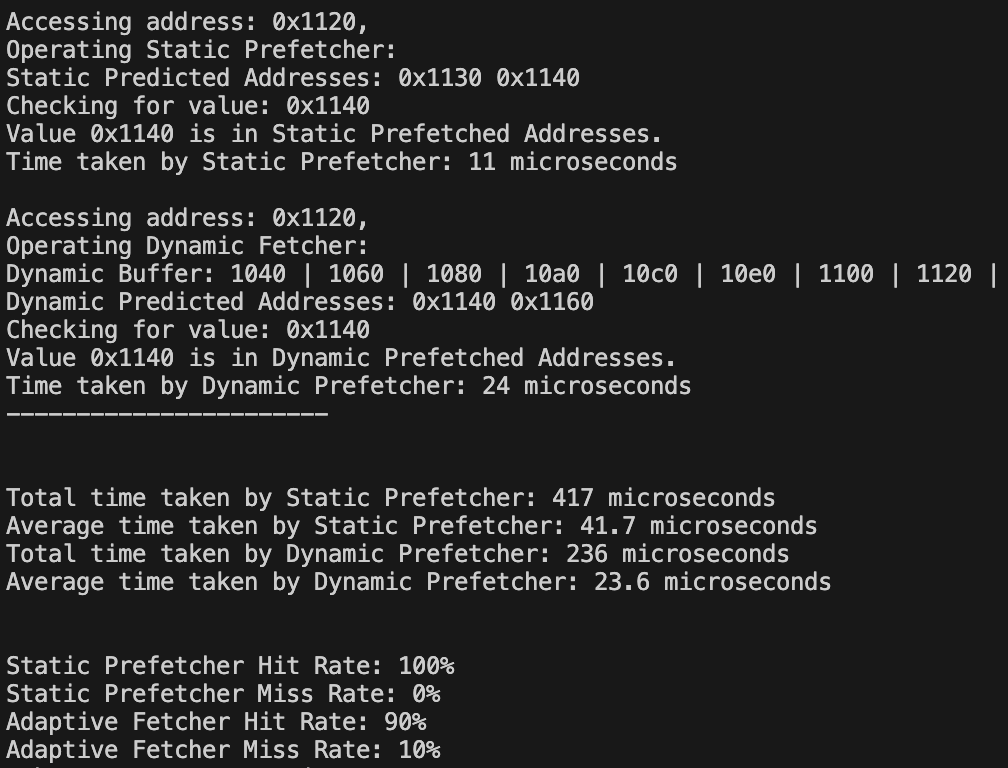 Accessing address: 0x1120,
Operating Static Prefetcher:
Static Predicted Addresses: 0x1130 0x1140
Checking for value: 0x1140
Value 0x1140 is in Static Prefetched Addresses.
Time taken by Static Prefetcher: 11 microseconds
Accessing address: 0x1120,
Operating Dynamic Fetcher:
Dynamic Buffer: 1040 | 1060 | 1080 | 10a0 | 10c0 | 10e0 | 1100 | 1120 |
Dynamic Predicted Addresses: 0x1140 0x1160
Checking for value: 0x1140
Value 0x1140 is in Dynamic Prefetched Addresses.
Time taken by Dynamic Prefetcher: 24 microseconds
-----------------------
Total time taken by Static Prefetcher: 417 microseconds
Average time taken by Static Prefetcher: 41.7 microseconds
Total time taken by Dynamic Prefetcher: 236 microseconds
Average time taken by Dynamic Prefetcher: 23.6 microseconds
Static Prefetcher Hit Rate: 100%
Static Prefetcher Miss Rate: 0%
Adaptive Fetcher Hit Rate: 90%
Adaptive Fetcher Miss Rate: 10%